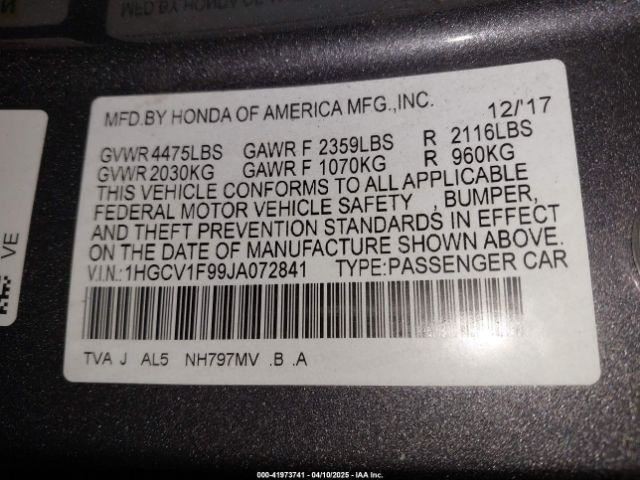 MFD.BY HONDA OF AMERICA MFG.,INC. 12/'17
GVWR 4475LBS GAWR F 2359LBS R 2116LBS
GVWR 2030KG GAWR F 1070KG R 960KG
THIS VEHICLE CONFORMS TO ALL APPLICABLE
FEDERAL MOTOR VEHICLE SAFETY , BUMPER,
AND THEFT PREVENTION STANDARDS IN EFFECT
ON THE DATE OF MANUFACTURE SHOWN ABOVE.
V.I.N.:1HGCV1F99JA072841 TYPE:PASSENGER CAR
TVA J AL5 NH797MV .B .A
VE
000-41973741 - 04/10/2025 - IAA Inc.